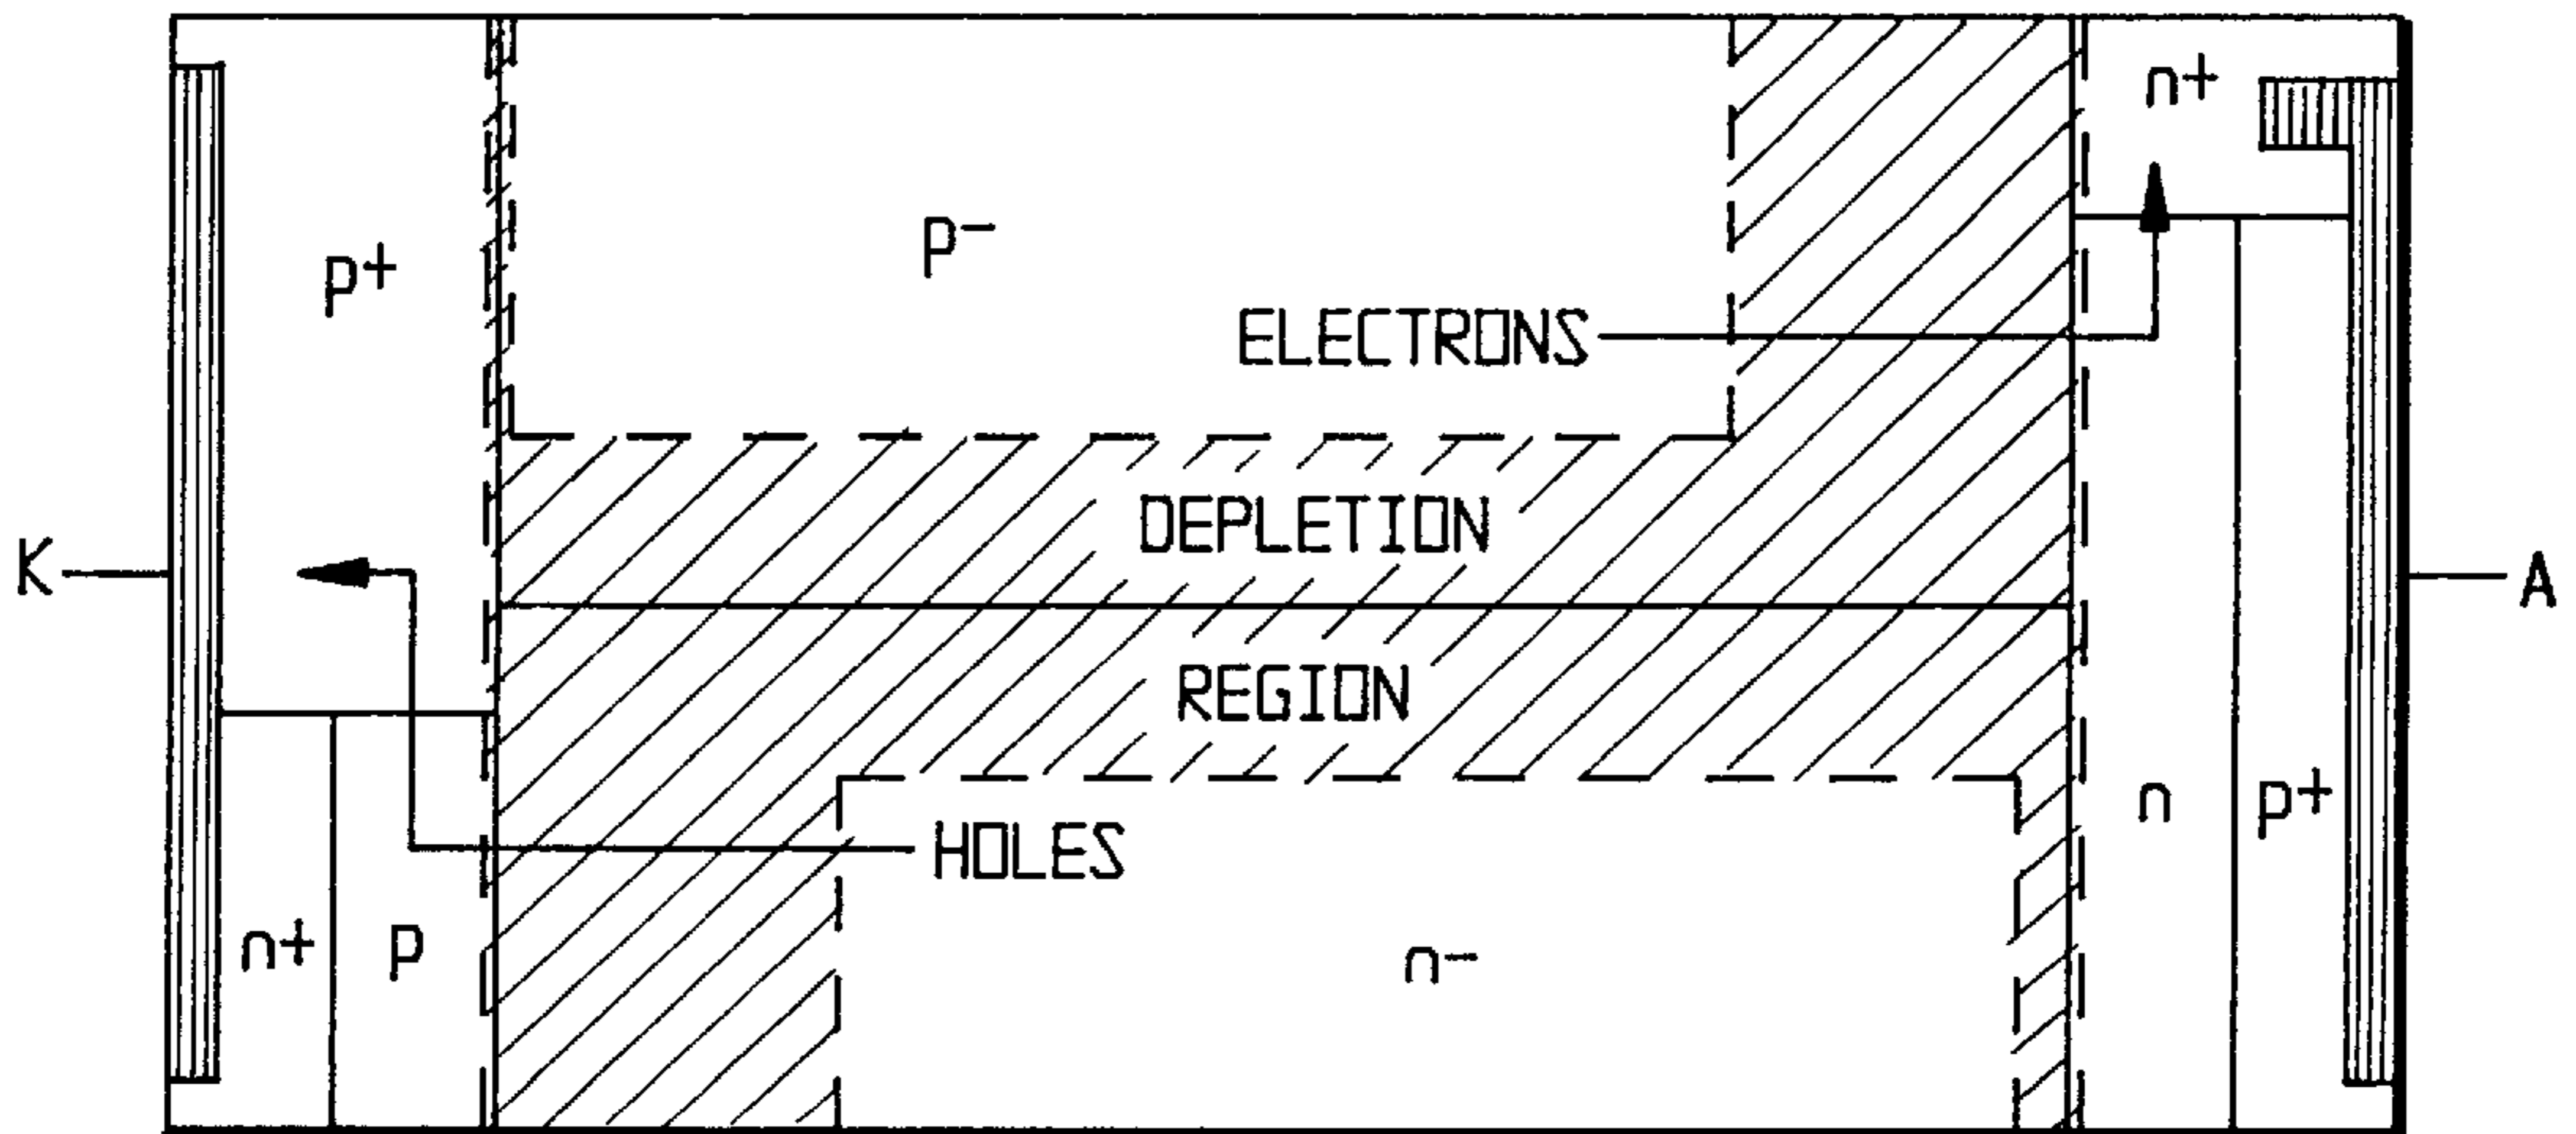 n+
p-
p+
ELECTRONS
DEPLETION
K
A
REGION
n
p+
HOLES
n+
p
n-